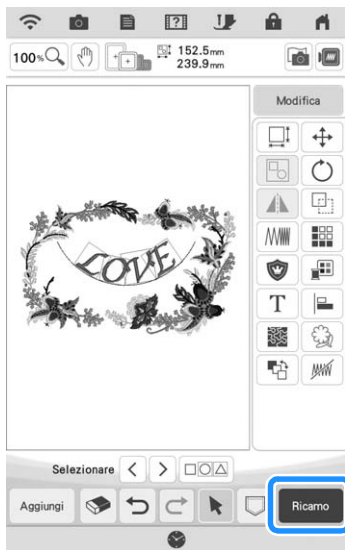 100% 152.5mm
239.9mm
Modifica
LOVE
T
Selezionare
Aggiungi
Ricamo